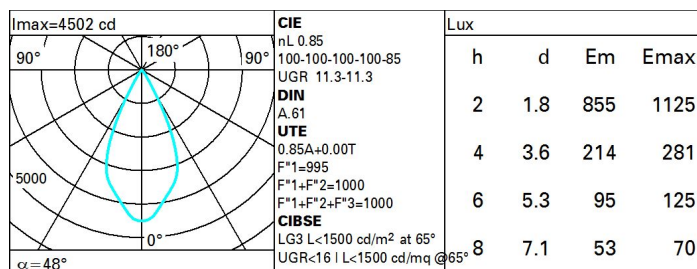 Imax=4502 cd
90°
180°
90°
5000
0°
α=48°
CIE
nL 0.85
100-100-100-100-85
UGR 11.3-11.3
DIN
A.61
UTE
0.85A+0.00T
F"1=995
F"1+F"2=1000
F"1+F"2+F"3=1000
CIBSE
LG3 L<1500 cd/m² at 65°
UGR<16 | L<1500 cd/mq @65°
Lux
h d Em Emax
2 1.8 855 1125
4 3.6 214 281
6 5.3 95 125
8 7.1 53 70